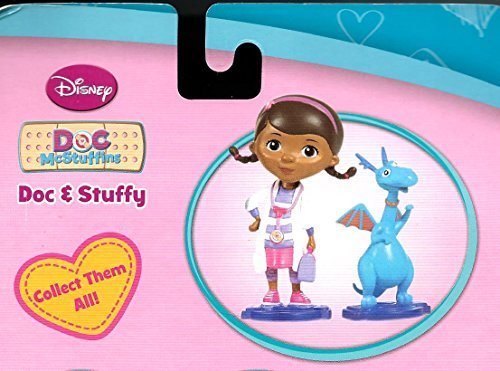 Disney
DOC
McStuffins
Doc & Stuffy
Collect Them
All!